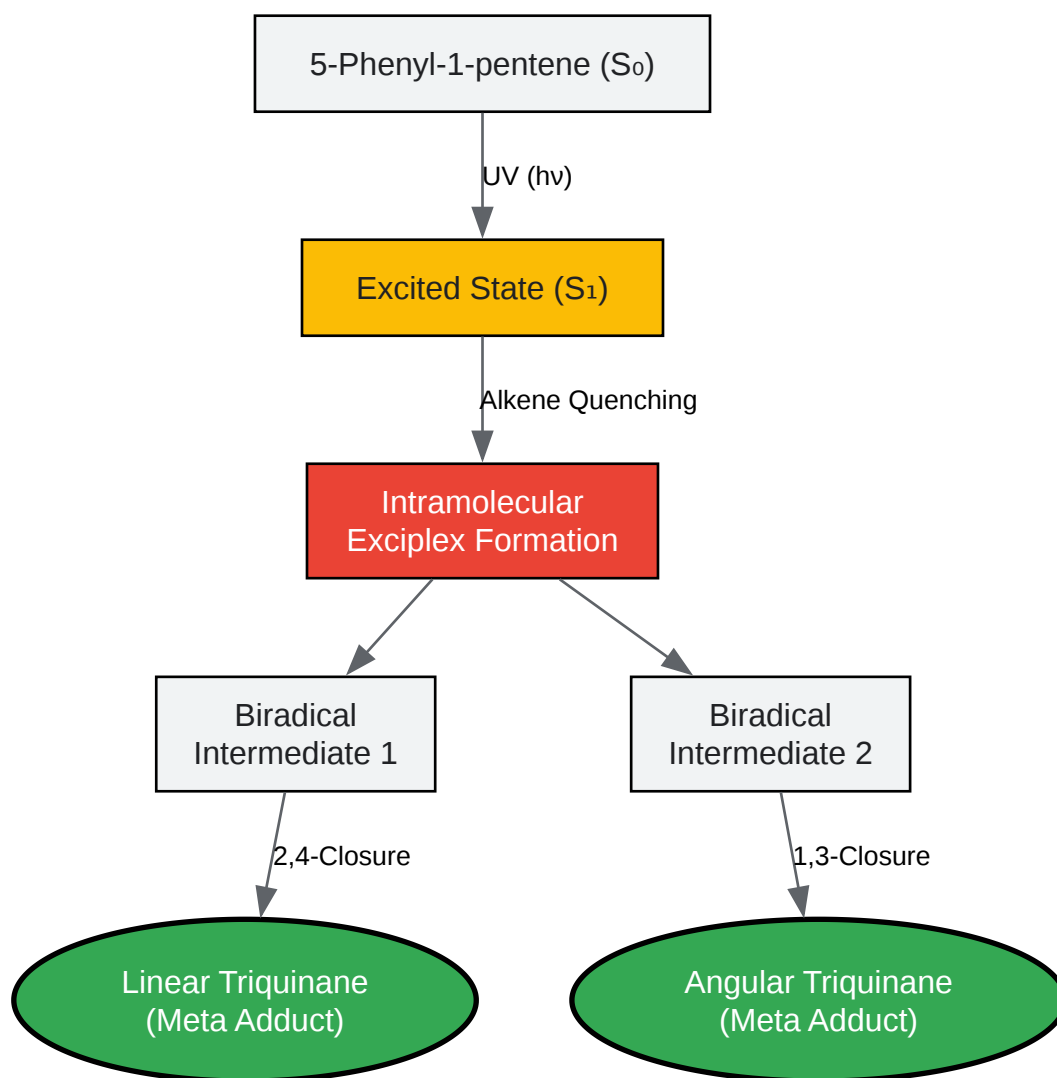 5-Phenyl-1-pentene (S₀)
UV (hν)
Excited State (S₁)
Alkene Quenching
Intramolecular
Exciplex Formation
Biradical
Intermediate 1
Biradical
Intermediate 2
2,4-Closure
1,3-Closure
Linear Triquinane
(Meta Adduct)
Angular Triquinane
(Meta Adduct)